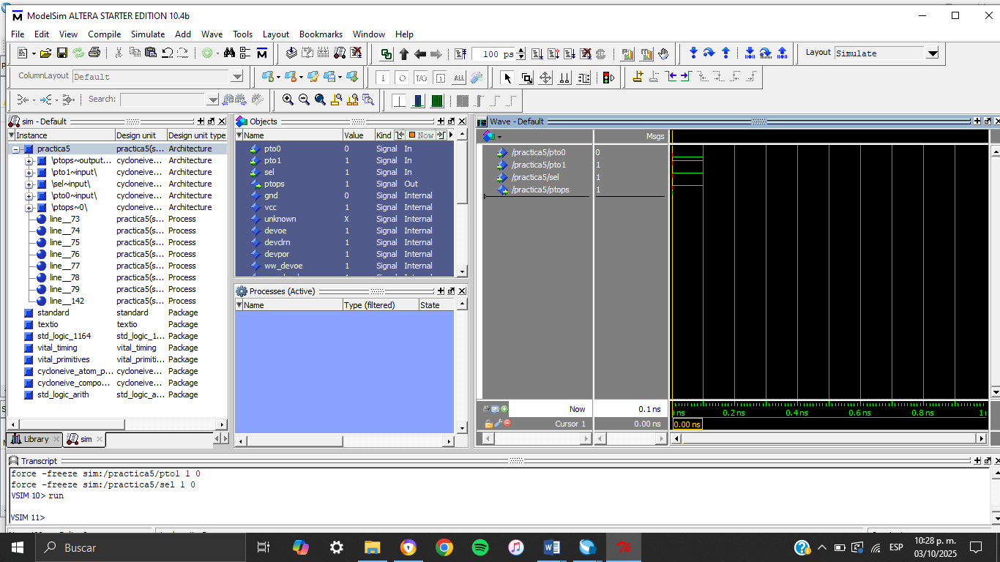 ModelSim ALTERA STARTER EDITION 10.4b
File Edit View Compile Simulate Add Wave Tools Layout Bookmarks Window Help
100 ps
Layout Simulate
ColumnLayout Default
ALL
Search:
sim - Default
Instance Design unit Design unit type
practica5 practica5(s... Architecture
\ptops~output... cycloneive... Architecture
\pto1~input\ cycloneive... Architecture
\sel~input\ cycloneive... Architecture
\pto0~input\ cycloneive... Architecture
\ptops~0\ cycloneive... Architecture
line__73 practica5(s... Process
line__74 practica5(s... Process
line__75 practica5(s... Process
line__76 practica5(s... Process
line__77 practica5(s... Process
line__78 practica5(s... Process
line__79 practica5(s... Process
line__142 practica5(s... Process
standard standard Package
textio textio Package
std_logic_1164 std_logic_1... Package
vital_timing vital_timing Package
vital_primitives vital_primiti... Package
cycloneive_atom_p... cycloneive... Package
cycloneive_compo... cycloneive... Package
std_logic_arith std_logic_a... Package
Library sim
Objects
Name Value Kind Now
pto0 0 Signal In
pto1 1 Signal In
sel 1 Signal In
ptops 1 Signal Out
gnd 0 Signal Internal
vcc 1 Signal Internal
unknown X Signal Internal
devoe 1 Signal Internal
devclrn 1 Signal Internal
devpor 1 Signal Internal
ww_devoe 1 Signal Internal
Processes (Active)
Name Type (filtered) State
Wave - Default
Msgs
/practica5/pto0 0
/practica5/pto1 1
/practica5/sel 1
/practica5/ptops 1
Now 0.1 ns
ns 0.2 ns 0.4 ns 0.6 ns 0.8 ns
Cursor 1 0.00 ns
0.00 ns
Transcript
force -freeze sim:/practica5/pto1 1 0
force -freeze sim:/practica5/sel 1 0
VSIM 10> run
VSIM 11>
Buscar
ESP
10:28 p. m.
03/10/2025